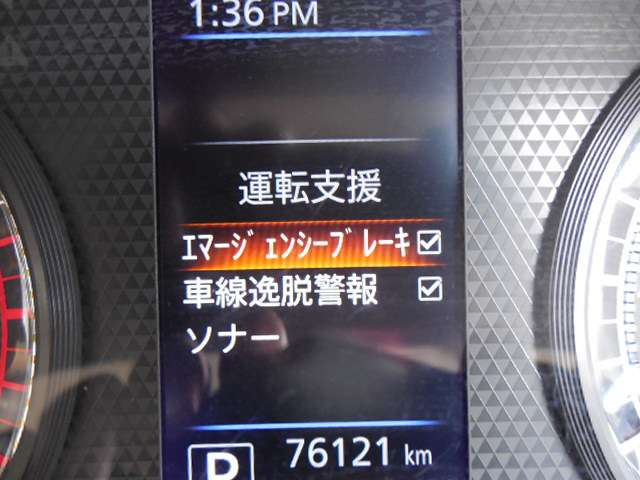 1:36 PM
運転支援
ｴﾏｰｼﾞｪﾝｼｰﾌﾞﾚｰｷ
車線逸脱警報
ソナー
P 76121 km